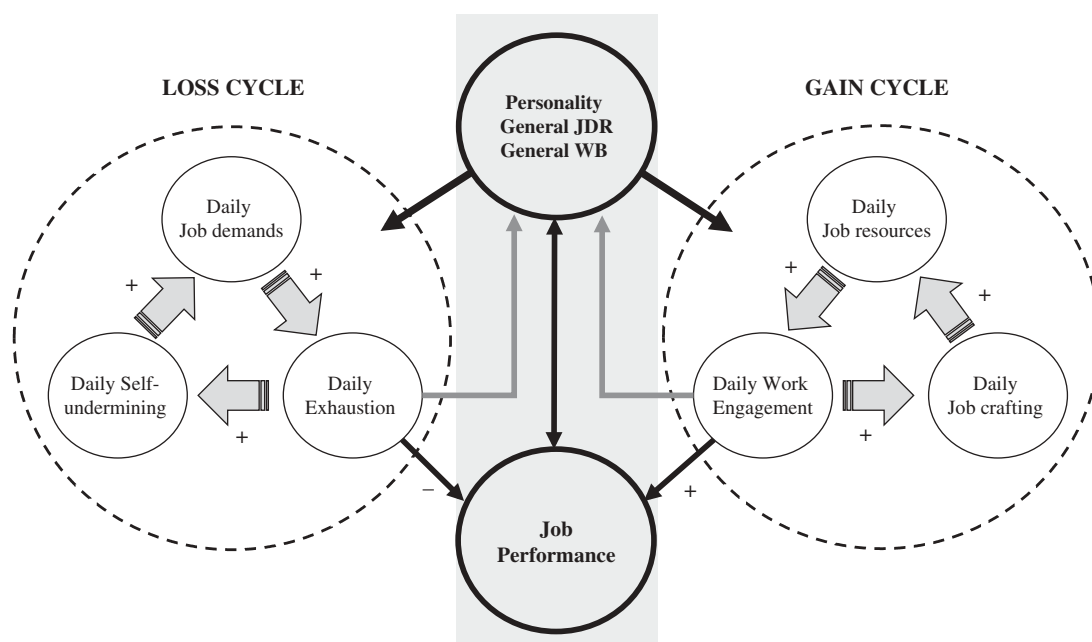 LOSS CYCLE
Personality
General JDR
General WB
GAIN CYCLE
Daily
Job demands
+
+
Daily Self-
undermining
+
Daily
Exhaustion
−
Daily
Job resources
+
+
Daily Work
Engagement
+
Daily
Job crafting
+
Job
Performance